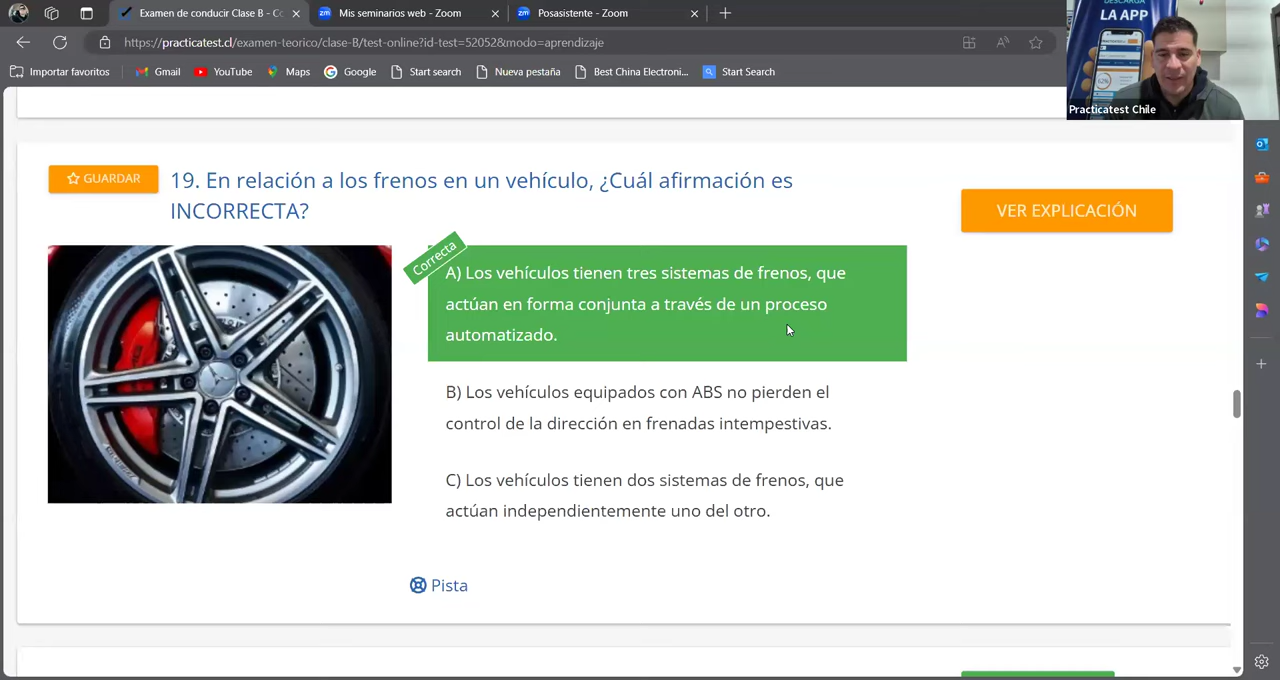 Examen de conducir Clase B - Cc
Mis seminarios web - Zoom
Posasistente - Zoom
https://practicatest.cl/examen-teorico/clase-B/test-online?id-test=52052&modo=aprendizaje
Importar favoritos
Gmail
YouTube
Maps
Google
Start search
Nueva pestaña
Best China Electroni...
Start Search
DESCARGA
LA APP
62%
Practicatest Chile
GUARDAR
19. En relación a los frenos en un vehículo, ¿Cuál afirmación es
INCORRECTA?
VER EXPLICACIÓN
Correcta
A) Los vehículos tienen tres sistemas de frenos, que
actúan en forma conjunta a través de un proceso
automatizado.
B) Los vehículos equipados con ABS no pierden el
control de la dirección en frenadas intempestivas.
C) Los vehículos tienen dos sistemas de frenos, que
actúan independientemente uno del otro.
Pista